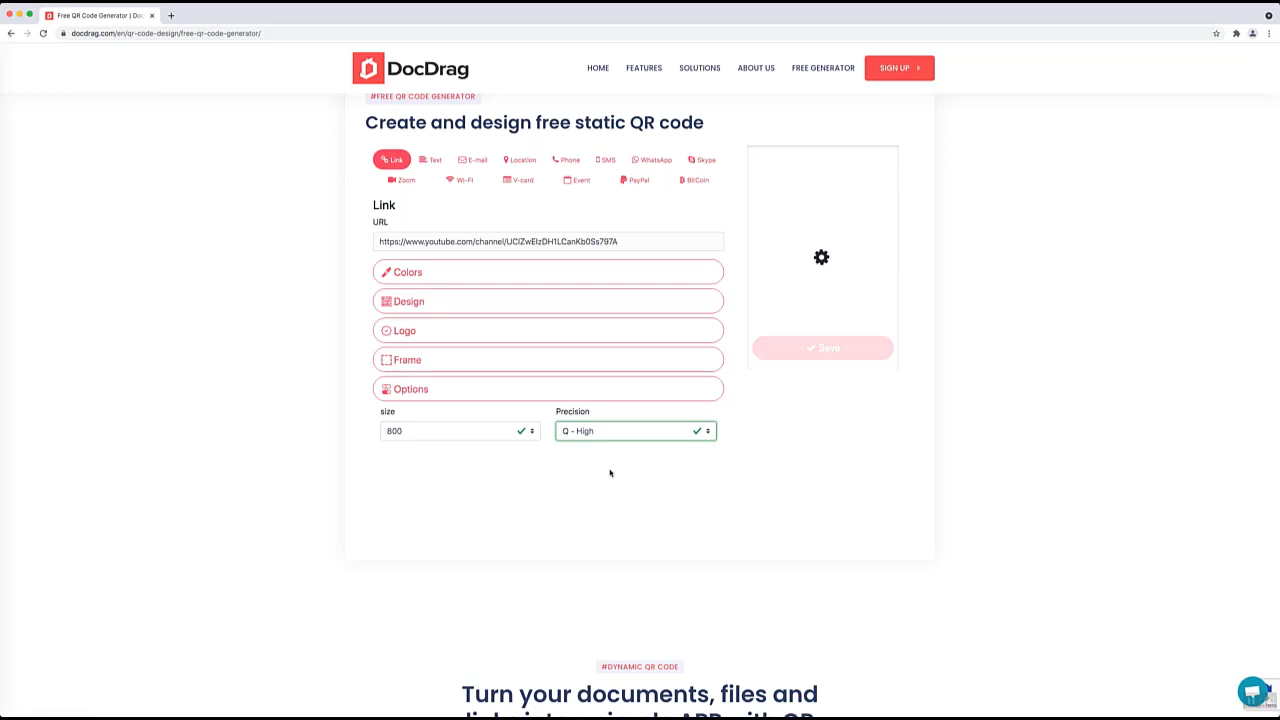 Free QR Code Generator | Doc
docdrag.com/en/qr-code-design/free-qr-code-generator/
DocDrag
HOME FEATURES SOLUTIONS ABOUT US FREE GENERATOR SIGN UP
#FREE QR CODE GENERATOR
Create and design free static QR code
Link Text E-mail Location Phone SMS WhatsApp Skype
Zoom Wi-Fi V-card Event PayPal BitCoin
Link
URL
https://www.youtube.com/channel/UClZwElzDH1LCanKb0Ss797A
Colors
Design
Logo
Frame
Options
Save
size Precision
800 Q - High
#DYNAMIC QR CODE
Turn your documents, files and